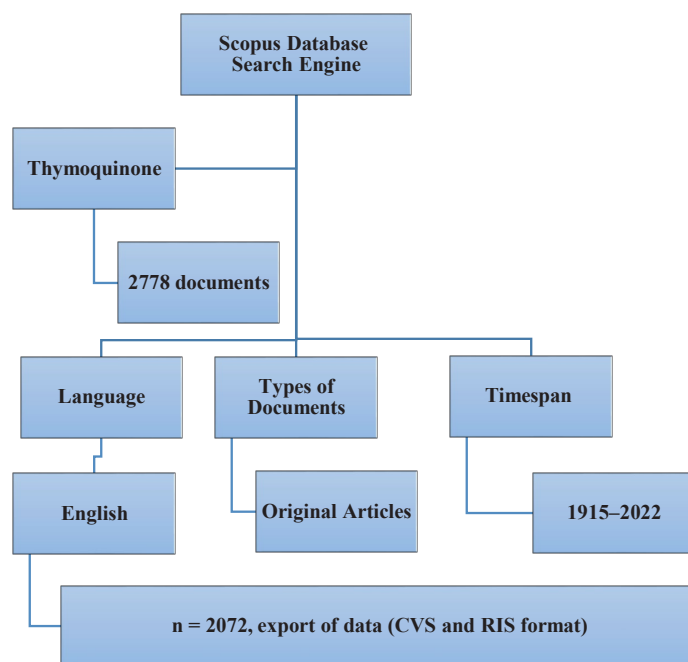 Scopus Database
Search Engine
Thymoquinone
2778 documents
Language
Types of
Documents
Timespan
English
Original Articles
1915–2022
n = 2072, export of data (CVS and RIS format)